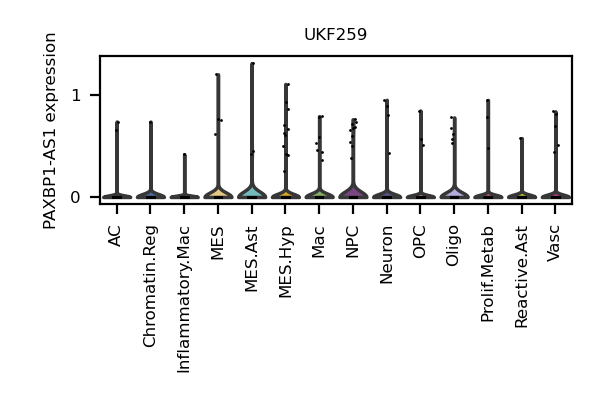 UKF259
PAXBP1-AS1 expression
1
0
AC
Chromatin.Reg
Inflammatory.Mac
MES
MES.Ast
MES.Hyp
Mac
NPC
Neuron
OPC
Oligo
Prolif.Metab
Reactive.Ast
Vasc